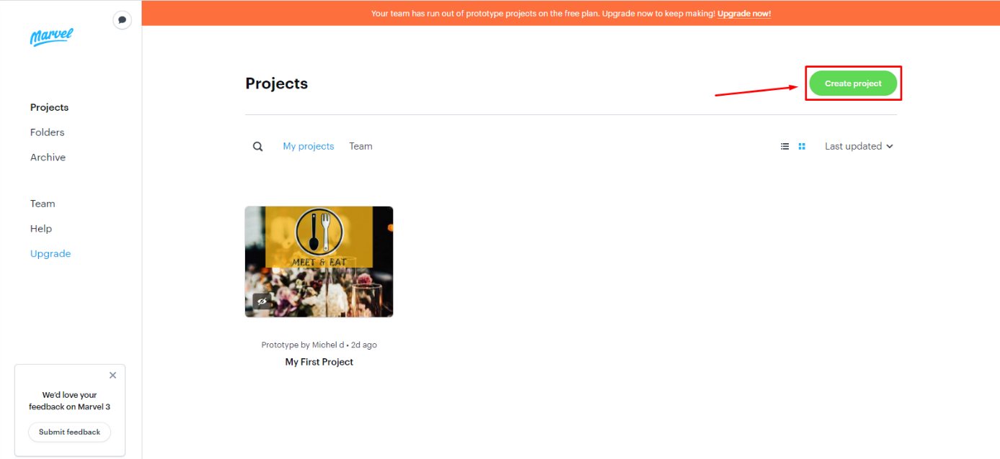 Your team has run out of prototype projects on the free plan. Upgrade now to keep making! Upgrade now!
Marvel
Projects
Folders
Archive
Team
Help
Upgrade
We'd love your
feedback on Marvel 3
Submit feedback
Projects
Create project
My projects Team
Last updated
MEET & EAT
Prototype by Michel d • 2d ago
My First Project